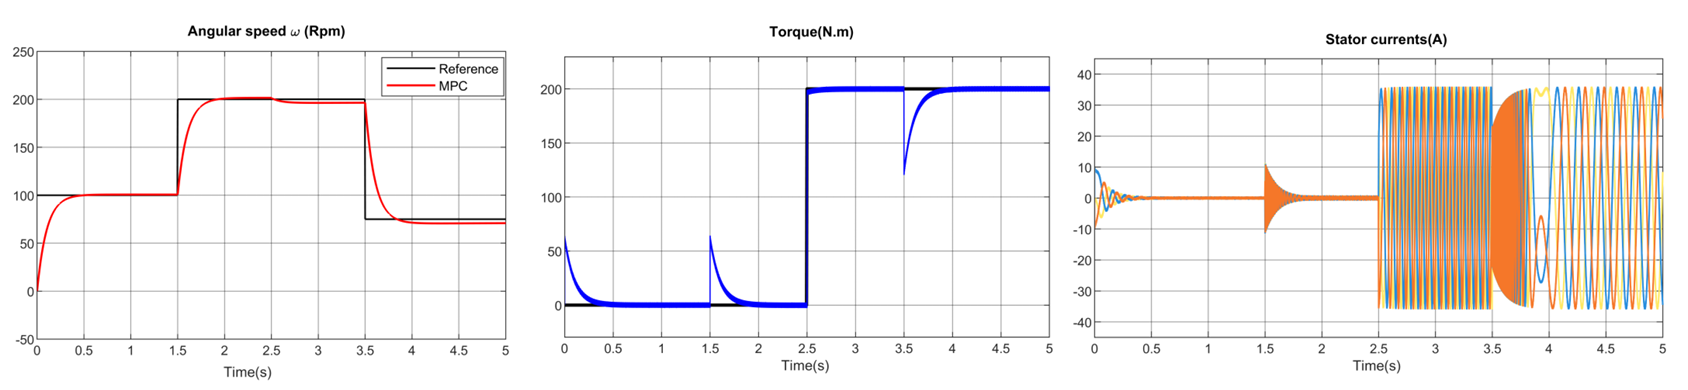 Angular speed ω (Rpm)
250
200
150
100
50
0
-50
Reference
MPC
0 0.5 1 1.5 2 2.5 3 3.5 4 4.5 5
Time(s)
Torque(N.m)
200
150
100
50
0
0 0.5 1 1.5 2 2.5 3 3.5 4 4.5 5
Time(s)
Stator currents(A)
40
30
20
10
0
-10
-20
-30
-40
0 0.5 1 1.5 2 2.5 3 3.5 4 4.5 5
Time(s)